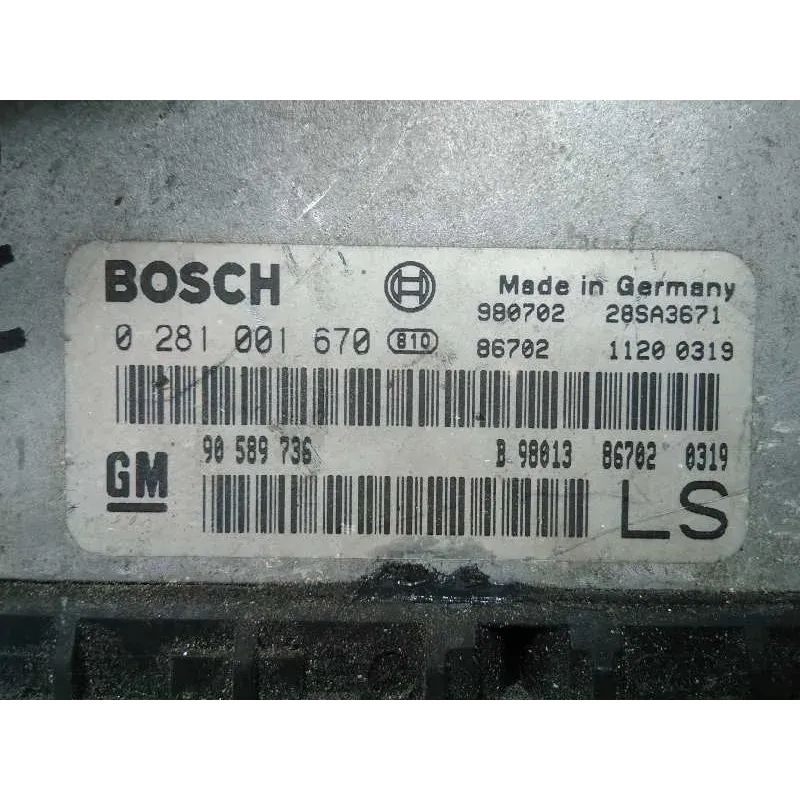 BOSCH Made in Germany
980702 28SA3671
0 281 001 670 810 86702 1120 0319
GM 90 589 736 B 98013 86702 0319
LS